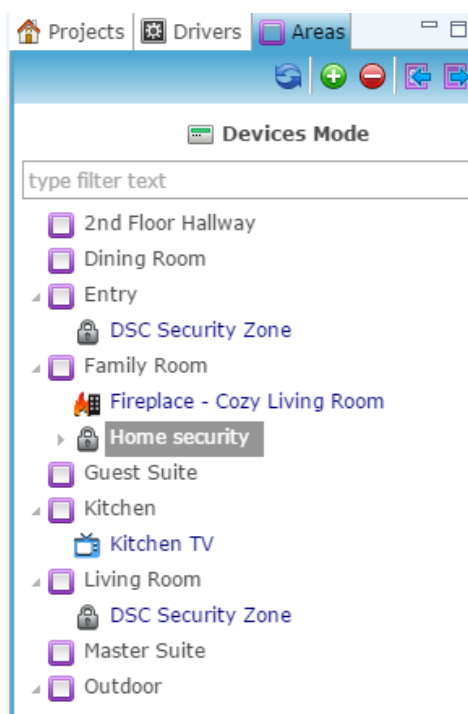 Projects Drivers Areas
Devices Mode
type filter text
2nd Floor Hallway
Dining Room
Entry
DSC Security Zone
Family Room
Fireplace - Cozy Living Room
Home security
Guest Suite
Kitchen
Kitchen TV
Living Room
DSC Security Zone
Master Suite
Outdoor